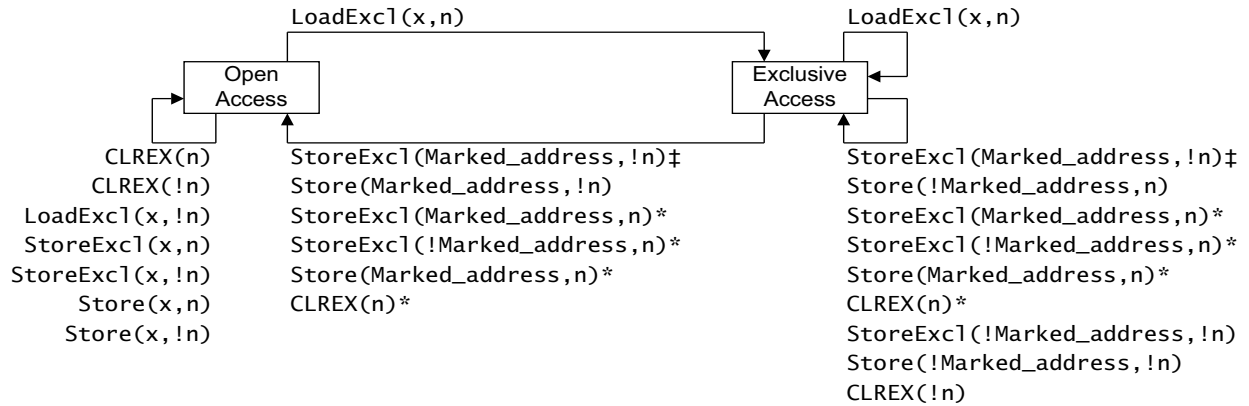 LoadExcl(x,n)
LoadExcl(x,n)
Open
Access
Exclusive
Access
CLREX(n)
CLREX(!n)
LoadExcl(x,!n)
StoreExcl(x,n)
StoreExcl(x,!n)
Store(x,n)
Store(x,!n)
StoreExcl(Marked_address,!n)‡
Store(Marked_address,!n)
StoreExcl(Marked_address,n)*
StoreExcl(!Marked_address,n)*
Store(Marked_address,n)*
CLREX(n)*
StoreExcl(Marked_address,!n)‡
Store(!Marked_address,n)
StoreExcl(Marked_address,n)*
StoreExcl(!Marked_address,n)*
Store(Marked_address,n)*
CLREX(n)*
StoreExcl(!Marked_address,!n)
Store(!Marked_address,!n)
CLREX(!n)